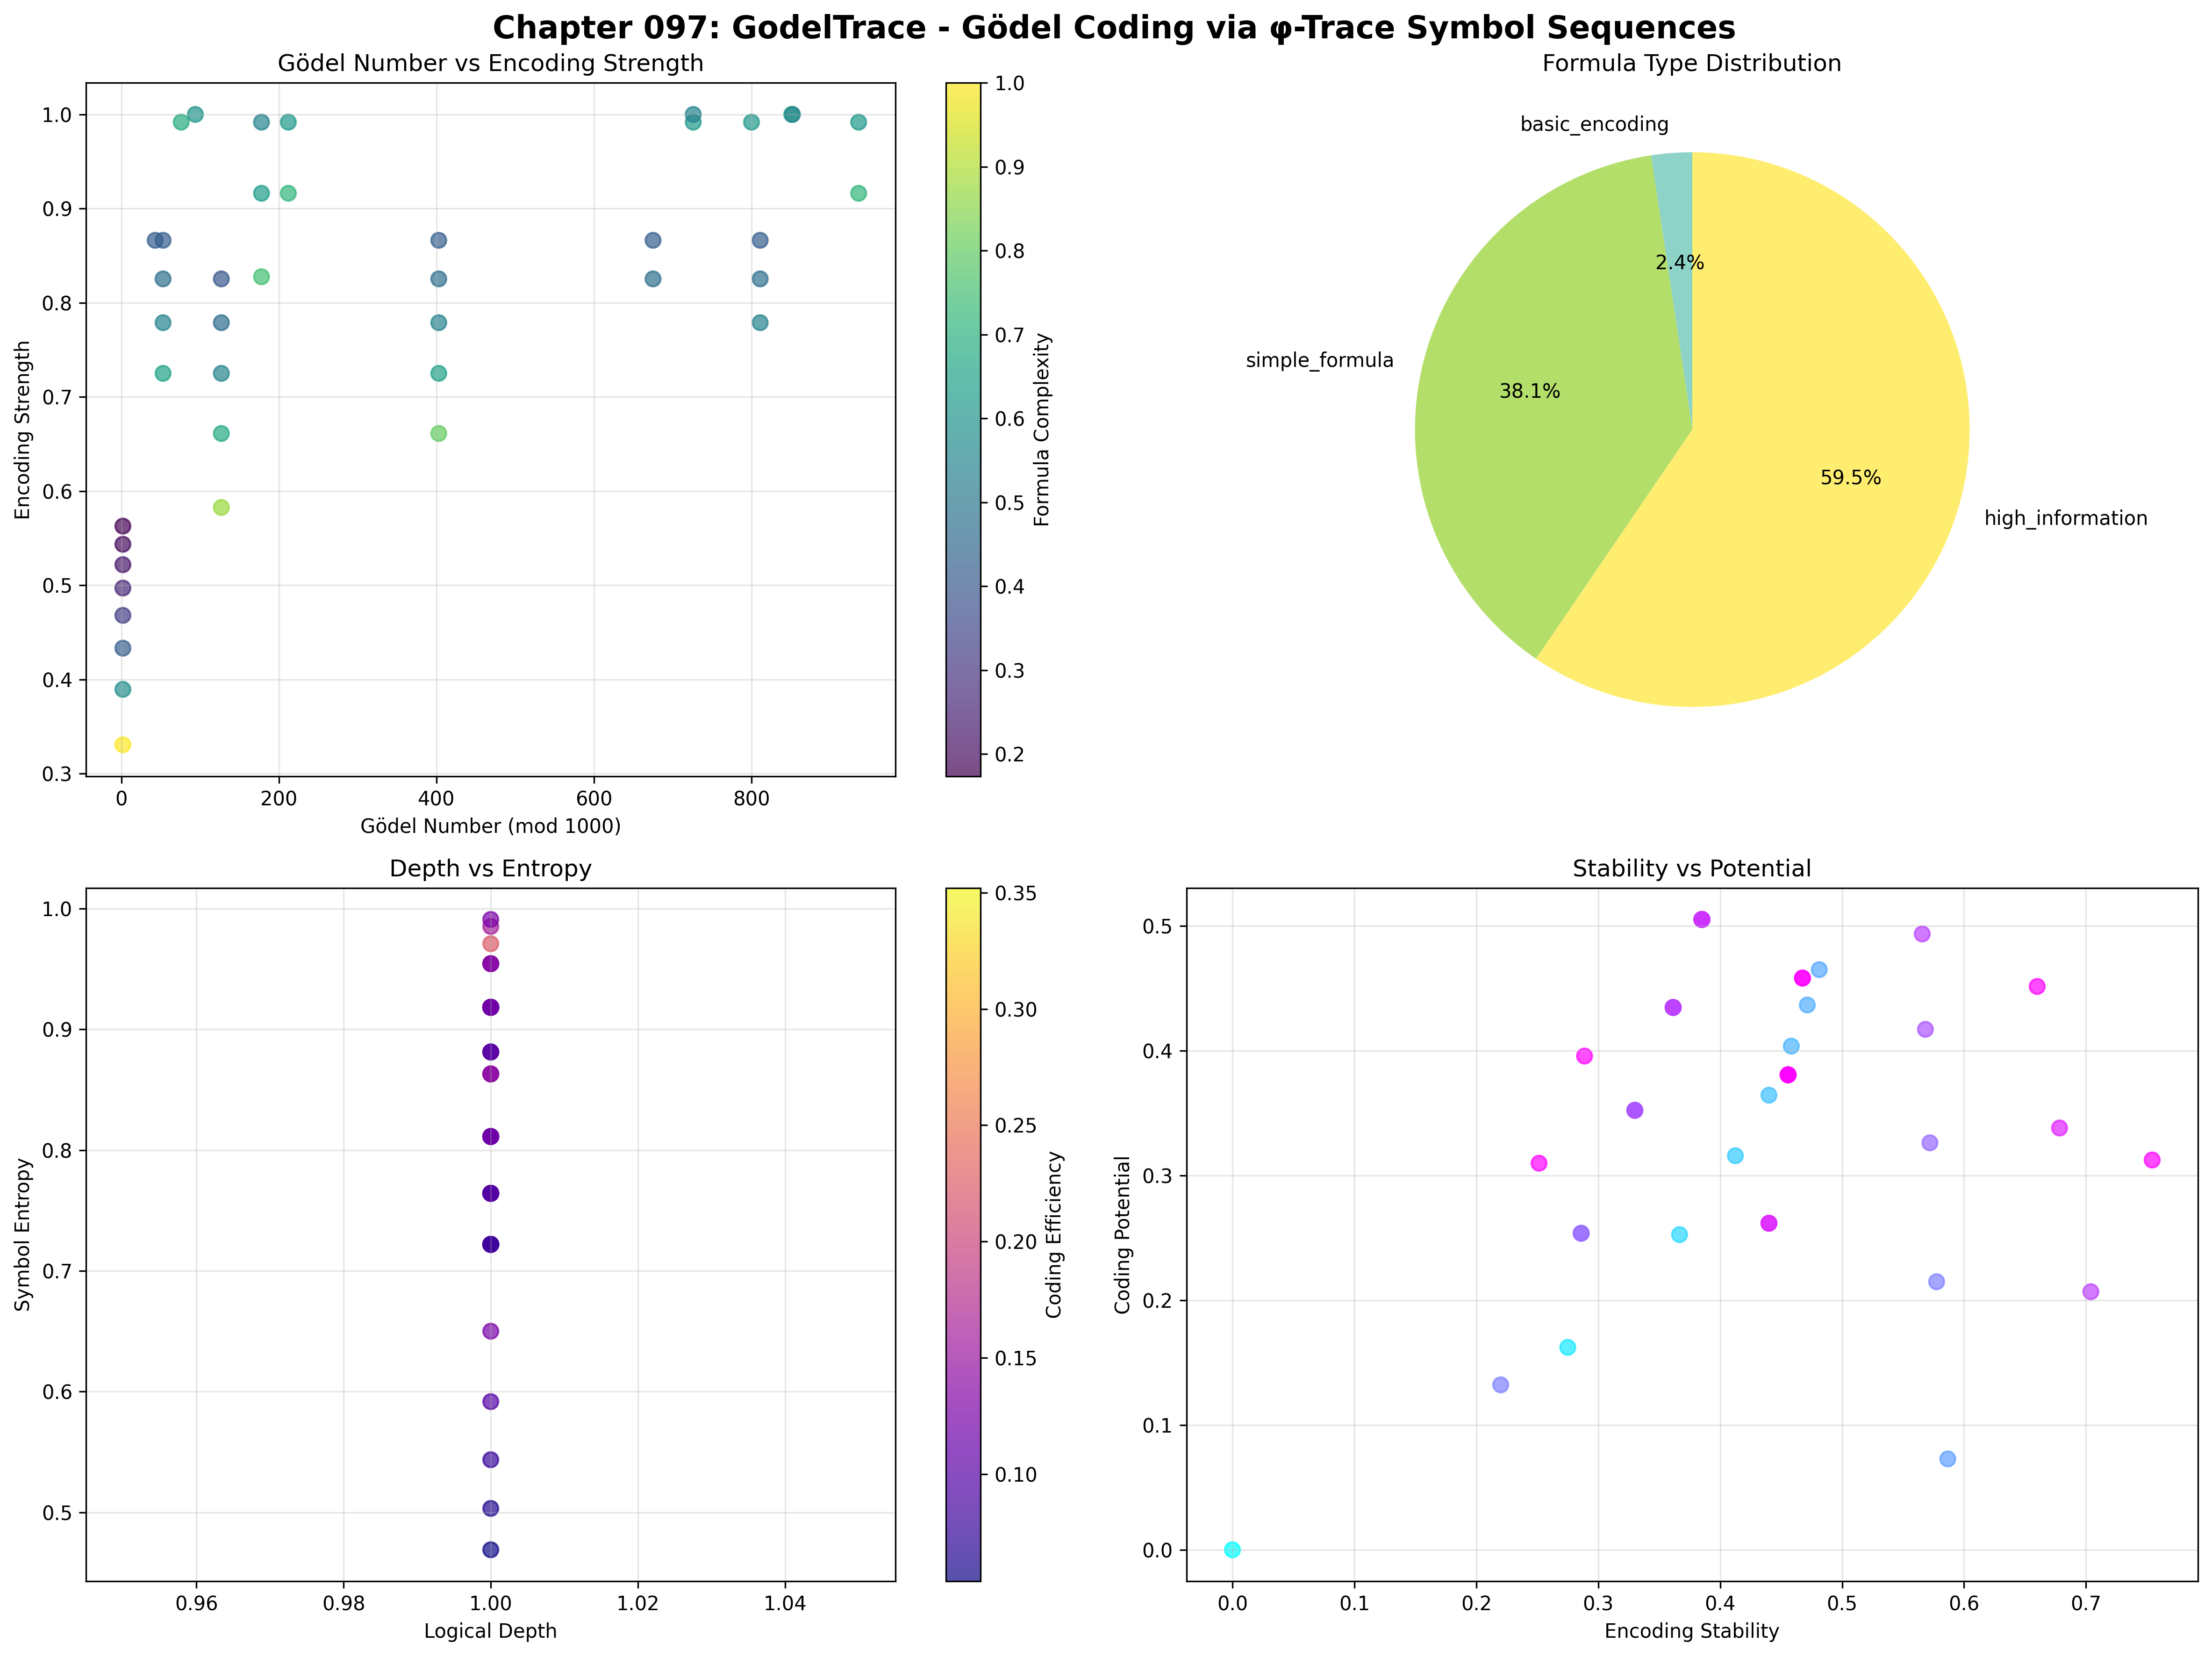 Chapter 097: GodelTrace - Gödel Coding via φ-Trace Symbol Sequences
Gödel Number vs Encoding Strength
1.0
0.9
0.8
0.7
0.6
0.5
0.4
0.3
Encoding Strength
0 200 400 600 800
Gödel Number (mod 1000)
1.0
0.9
0.8
0.7
0.6
0.5
0.4
0.3
0.2
Formula Complexity
Formula Type Distribution
basic_encoding
2.4%
simple_formula
38.1%
59.5%
high_information
Depth vs Entropy
1.0
0.9
0.8
0.7
0.6
0.5
Symbol Entropy
0.96 0.98 1.00 1.02 1.04
Logical Depth
0.35
0.30
0.25
0.20
0.15
0.10
Coding Efficiency
Stability vs Potential
0.5
0.4
0.3
0.2
0.1
0.0
Coding Potential
0.0 0.1 0.2 0.3 0.4 0.5 0.6 0.7
Encoding Stability